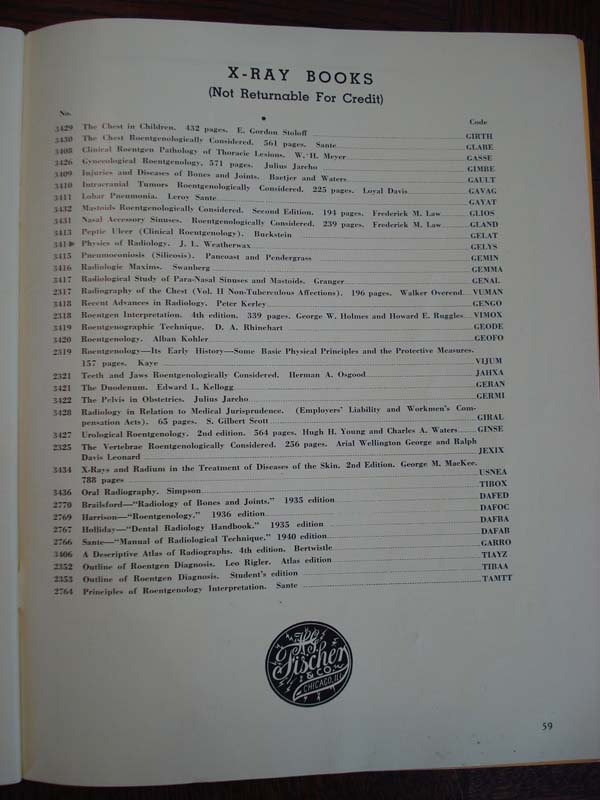 X-RAY BOOKS
(Not Returnable For Credit)
No. Code
3429 The Chest in Children. 432 pages. E. Gordon Stoloff GIRTH
3430 The Chest Roentgenologically Considered. 561 pages. Sante GLABE
3408 Clinical Roentgen Pathology of Thoracic Lesions. W. H. Meyer GASSE
3426 Gynecological Roentgenology, 571 pages. Julius Jarcho GIMBE
3409 Injuries and Diseases of Bones and Joints. Baetjer and Waters GAULT
3410 Intracranial Tumors Roentgenologically Considered. 225 pages. Loyal Davis GAVAG
3411 Lobar Pneumonia. Leroy Sante GAYAT
3432 Mastoids Roentgenologically Considered. Second Edition. 194 pages. Frederick M. Law GLIOS
3431 Nasal Accessory Sinuses. Roentgenologically Considered. 239 pages. Frederick M. Law GLAND
3413 Peptic Ulcer (Clinical Roentgenology). Buckstein GELAT
Physics of Radiology. J. L. Weatherwax GELYS
3415 Pneumoconiosis (Silicosis). Pancoast and Pendergrass GEMIN
3416 Radiologic Maxims. Swanberg GEMMA
3417 Radiological Study of Para-Nasal Sinuses and Mastoids. Granger GENAL
2317 Radiography of the Chest (Vol. II Non-Tuberculous Affections). 196 pages. Walker Overend VUMAN
3418 Recent Advances in Radiology. Peter Kerley GENGO
2318 Roentgen Interpretation. 4th edition. 339 pages. George W. Holmes and Howard E. Ruggles VIMOX
3419 Roentgenographic Technique. D. A. Rhinehart GEODE
3420 Roentgenology. Alban Kohler GEOFO
2319 Roentgenology—Its Early History—Some Basic Physical Principles and the Protective Measures.
157 pages. Kaye VIJUM
2321 Teeth and Jaws Roentgenologically Considered. Herman A. Osgood JAHXA
3421 The Duodenum. Edward L. Kellogg GERAN
3422 The Pelvis in Obstetrics. Julius Jarcho GERMI
3428 Radiology in Relation to Medical Jurisprudence. (Employers' Liability and Workmen's Com-
pensation Acts). 65 pages. S. Gilbert Scott GIRAL
3427 Urological Roentgenology. 2nd edition. 564 pages. Hugh H. Young and Charles A. Waters GINSE
2325 The Vertebrae Roentgenologically Considered. 256 pages. Arial Wellington George and Ralph
Davis Leonard JEXIX
3434 X-Rays and Radium in the Treatment of Diseases of the Skin. 2nd Edition. George M. MacKee.
788 pages USNEA
3436 Oral Radiography. Simpson TIBOX
2770 Brailsford—"Radiology of Bones and Joints." 1935 edition DAFED
2769 Harrison—"Roentgenology." 1936 edition DAFOC
2767 Holliday—"Dental Radiology Handbook." 1935 edition DAFBA
2766 Sante—"Manual of Radiological Technique." 1940 edition DAFAB
3406 A Descriptive Atlas of Radiographs. 4th edition. Bertwistle GARRO
2352 Outline of Roentgen Diagnosis. Leo Rigler. Atlas edition TIAYZ
2353 Outline of Roentgen Diagnosis. Student's edition TIBAA
2764 Principles of Roentgenology Interpretation. Sante TAMTT
Fischer
& CO.
CHICAGO, ILL.
59